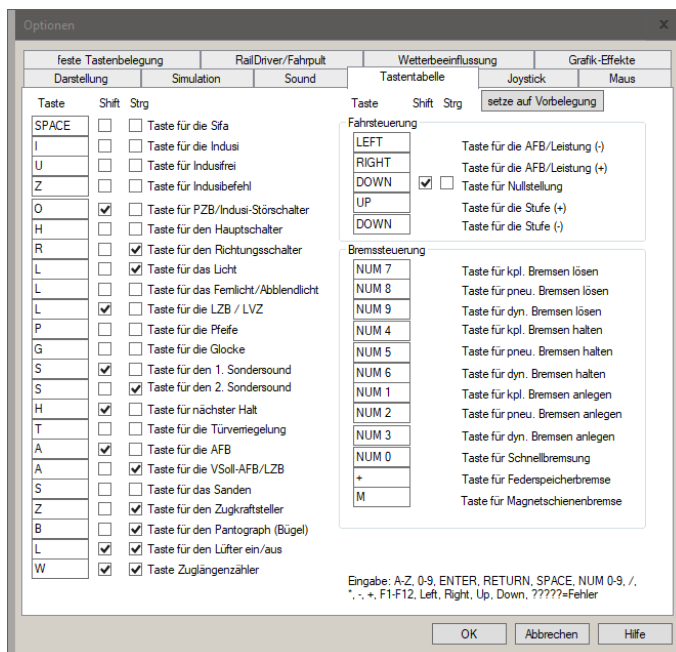 Optionen x
feste Tastenbelegung RailDriver/Fahrpult Wetterbeeinflussung Grafik-Effekte
Darstellung Simulation Sound Tastentabelle Joystick Maus
Taste Shift Strg
SPACE Taste für die Sifa
I Taste für die Indusi
U Taste für Indusifrei
Z Taste für Indusibefehl
O Taste für PZB/Indusi-Störschalter
H Taste für den Hauptschalter
R Taste für den Richtungsschalter
L Taste für das Licht
L Taste für das Fernlicht/Abblendlicht
L Taste für die LZB / LVZ
P Taste für die Pfeife
G Taste für die Glocke
S Taste für den 1. Sondersound
S Taste für den 2. Sondersound
H Taste für nächster Halt
T Taste für die Türverriegelung
A Taste für die AFB
A Taste für die VSoll-AFB/LZB
S Taste für das Sanden
Z Taste für den Zugkraftsteller
B Taste für den Pantograph (Bügel)
L Taste für den Lüfter ein/aus
W Taste Zuglängenzähler
Taste Shift Strg setze auf Vorbelegung
Fahrsteuerung
LEFT Taste für die AFB/Leistung (-)
RIGHT Taste für die AFB/Leistung (+)
DOWN Taste für Nullstellung
UP Taste für die Stufe (+)
DOWN Taste für die Stufe (-)
Bremssteuerung
NUM 7 Taste für kpl. Bremsen lösen
NUM 8 Taste für pneu. Bremsen lösen
NUM 9 Taste für dyn. Bremsen lösen
NUM 4 Taste für kpl. Bremsen halten
NUM 5 Taste für pneu. Bremsen halten
NUM 6 Taste für dyn. Bremsen halten
NUM 1 Taste für kpl. Bremsen anlegen
NUM 2 Taste für pneu. Bremsen anlegen
NUM 3 Taste für dyn. Bremsen anlegen
NUM 0 Taste für Schnellbremsung
+ Taste für Federspeicherbremse
M Taste für Magnetschienenbremse
Eingabe: A-Z, 0-9, ENTER, RETURN, SPACE, NUM 0-9, /,
*, -, +, F1-F12, Left, Right, Up, Down, ?????=Fehler
OK Abbrechen Hilfe